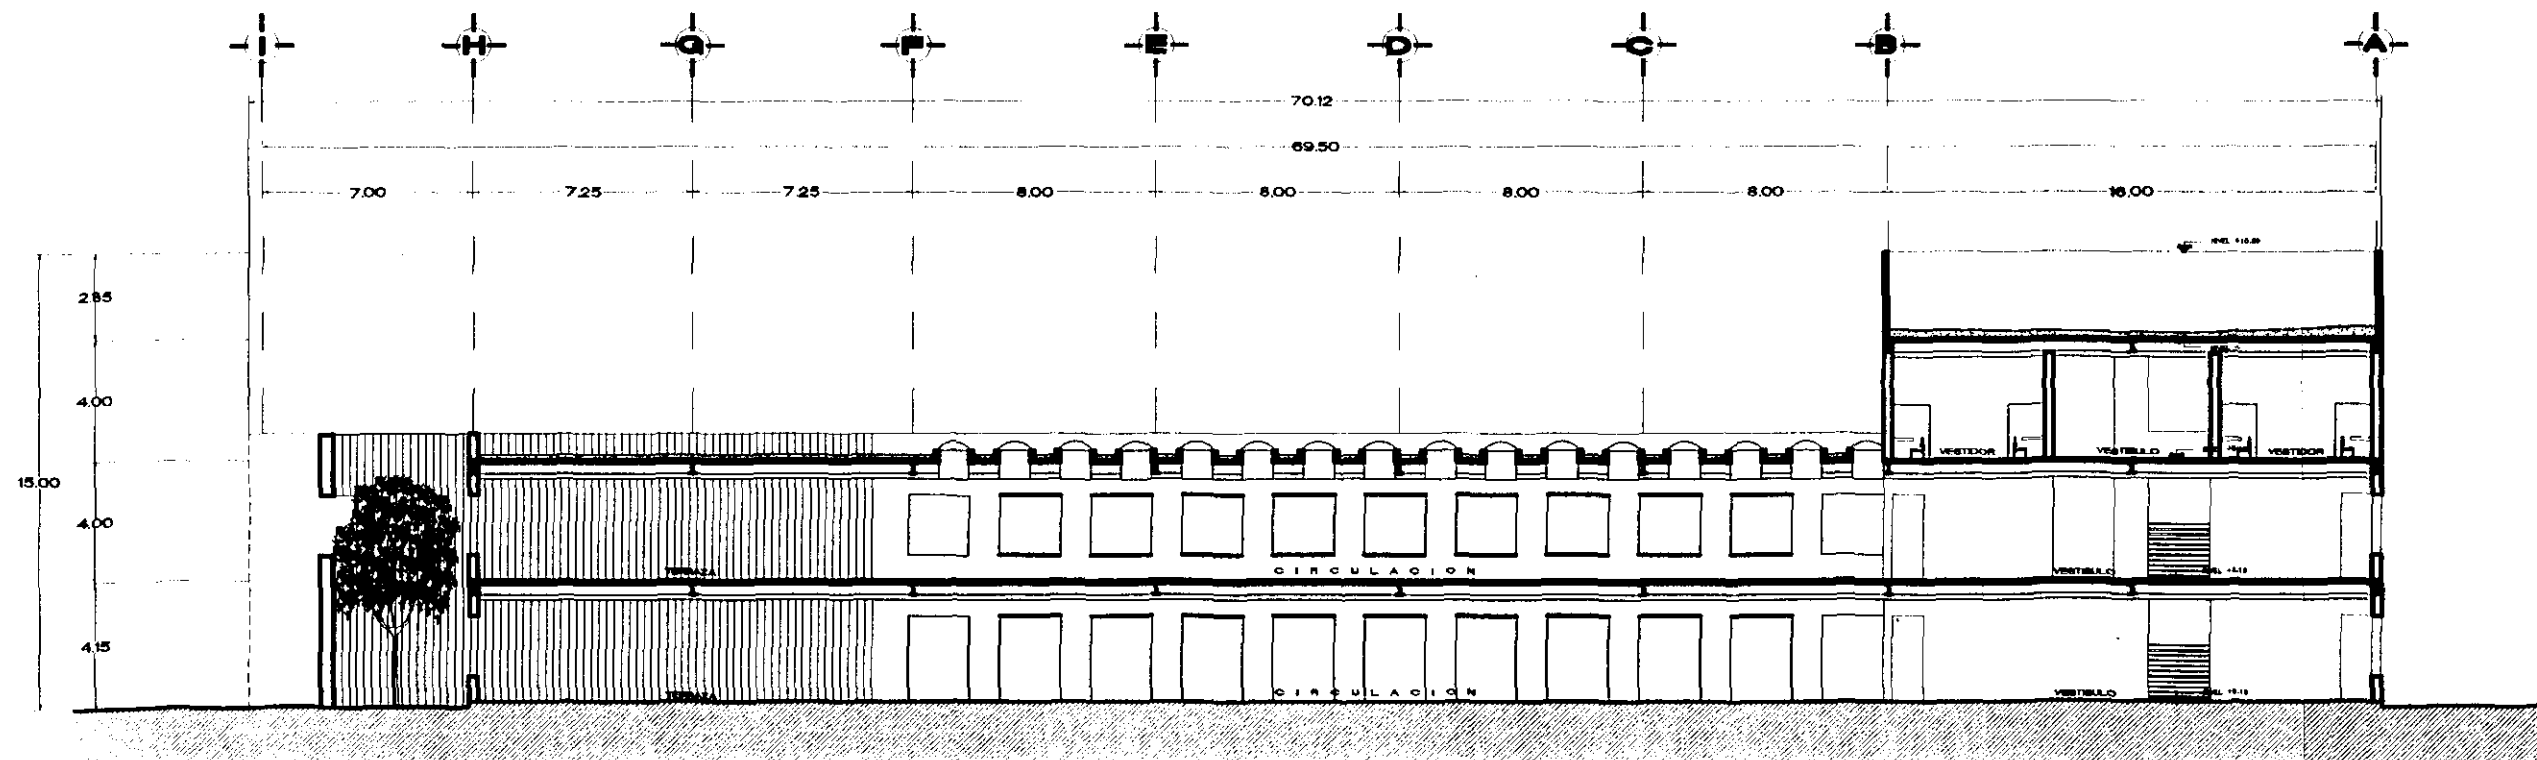 I H G F E D C B A
70.12
69.50
7.00 7.25 7.25 8.00 8.00 8.00 8.00 16.00
2.85
4.00
VESTIDOR VESTIBULO VESTIDOR
15.00
4.00
TERRAZA CIRCULACION VESTIBULO
4.15
TERRAZA CIRCULACION VESTIBULO